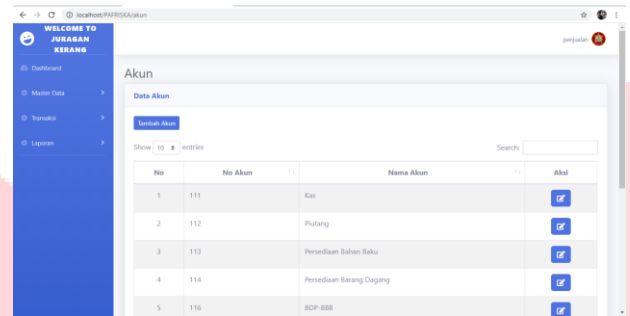 localhost/PAFRISKA/akun
WELCOME TO
JURAGAN
KERANG
penjualan
Dashboard
Master Data
Transaksi
Laporan
Akun
Data Akun
Tambah Akun
Show 10 entries
Search:
No No Akun Nama Akun Aksi
1 111 Kas
2 112 Piutang
3 113 Persediaan Bahan Baku
4 114 Persediaan Barang Dagang
5 116 BDP-BBB